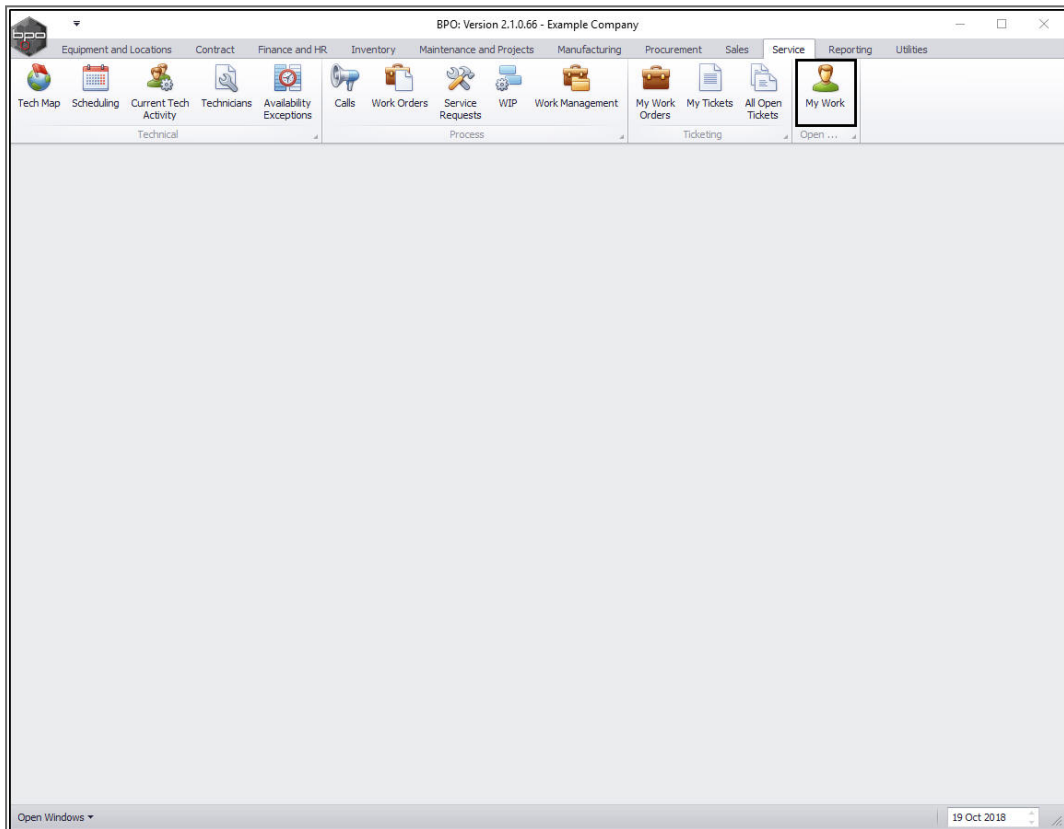 BPO: Version 2.1.0.66 - Example Company
bpo
Equipment and Locations Contract Finance and HR Inventory Maintenance and Projects Manufacturing Procurement Sales Service Reporting Utilities
Tech Map Scheduling Current Tech Activity Technicians Availability Exceptions Calls Work Orders Service Requests WIP Work Management My Work Orders My Tickets All Open Tickets My Work
Technical Process Ticketing Open ...
Open Windows 19 Oct 2018